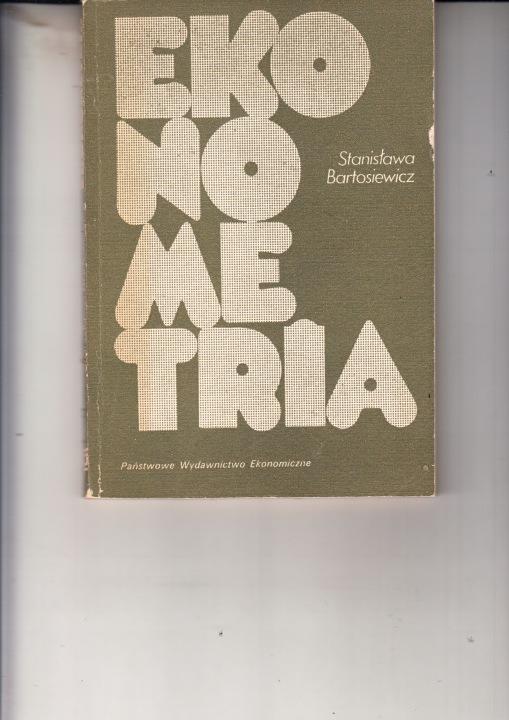 EKO
NO
ME
TRIA
Stanisława
Bartosiewicz
Państwowe Wydawnictwo Ekonomiczne